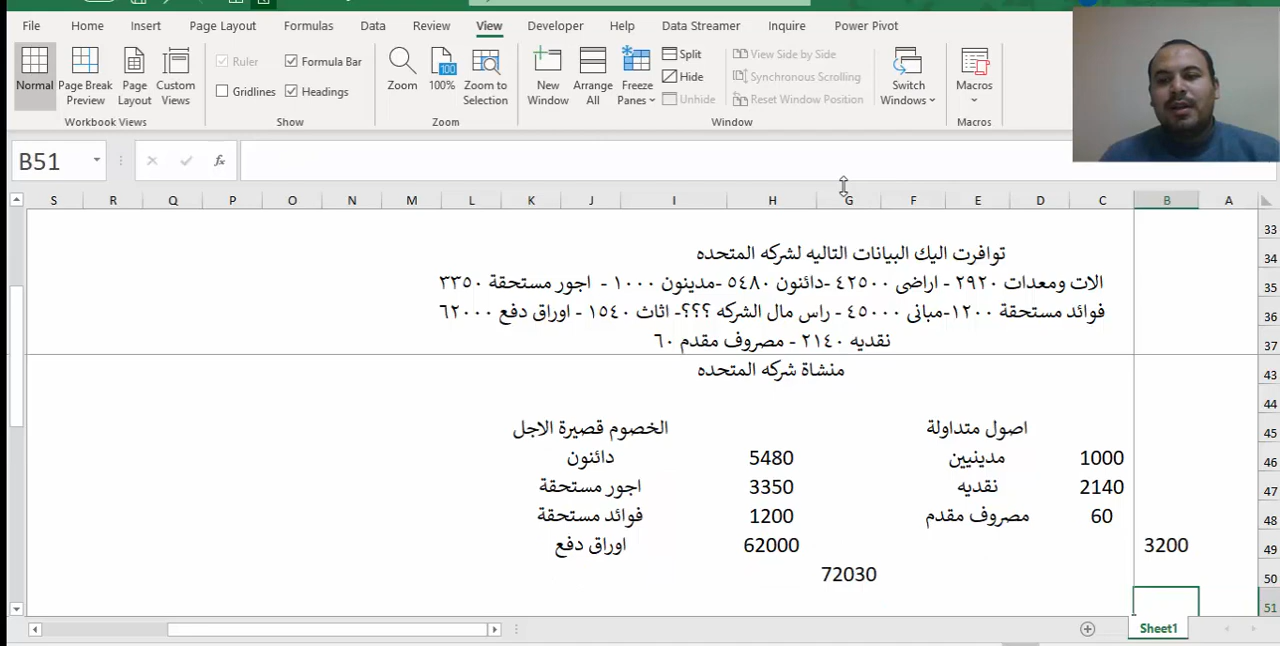 File Home Insert Page Layout Formulas Data Review View Developer Help Data Streamer Inquire Power Pivot
Normal
Page Break Preview
Page Layout
Custom Views
Workbook Views
Ruler
Formula Bar
Gridlines
Headings
Show
Zoom
100
100%
Zoom to Selection
Zoom
New Window
Arrange All
Freeze Panes
Split
Hide
Unhide
View Side by Side
Synchronous Scrolling
Reset Window Position
Window
Switch Windows
Macros
Macros
B51
fx
S R Q P O N M L K J I H G F E D C B A
33
توافرت اليك البيانات التاليه لشركه المتحده
34
الات ومعدات ٢٩٢٠ - اراضى ٤٢٥٠٠ -دائنون ٥٤٨٠ -مدينون ١٠٠٠ - اجور مستحقة ٣٣٥٠
35
فوائد مستحقة ١٢٠٠-مبانى ٤٥٠٠٠ - راس مال الشركه ؟؟؟- اثاث ١٥٤٠ - اوراق دفع ٦٢٠٠٠
36
نقديه ٢١٤٠ - مصروف مقدم ٦٠
37
منشاة شركه المتحده
43
44
اصول متداولة الخصوم قصيرة الاجل
45
1000 مدينيين 5480 دائنون
46
2140 نقديه 3350 اجور مستحقة
47
60 مصروف مقدم 1200 فوائد مستحقة
48
3200 62000 اوراق دفع
49
72030
50
51
Sheet1